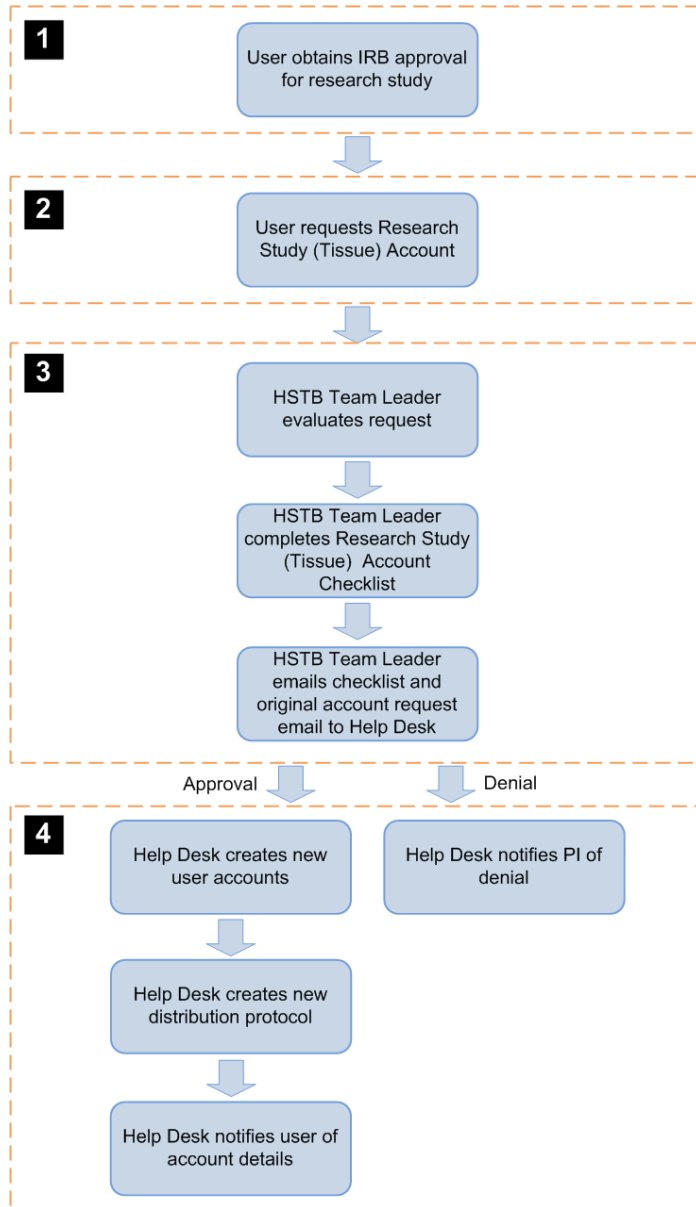 1
User obtains IRB approval
for research study
2
User requests Research
Study (Tissue) Account
3
HSTB Team Leader
evaluates request
HSTB Team Leader
completes Research Study
(Tissue) Account
Checklist
HSTB Team Leader
emails checklist and
original account request
email to Help Desk
Approval
Denial
4
Help Desk creates new
user accounts
Help Desk notifies PI of
denial
Help Desk creates new
distribution protocol
Help Desk notifies user of
account details